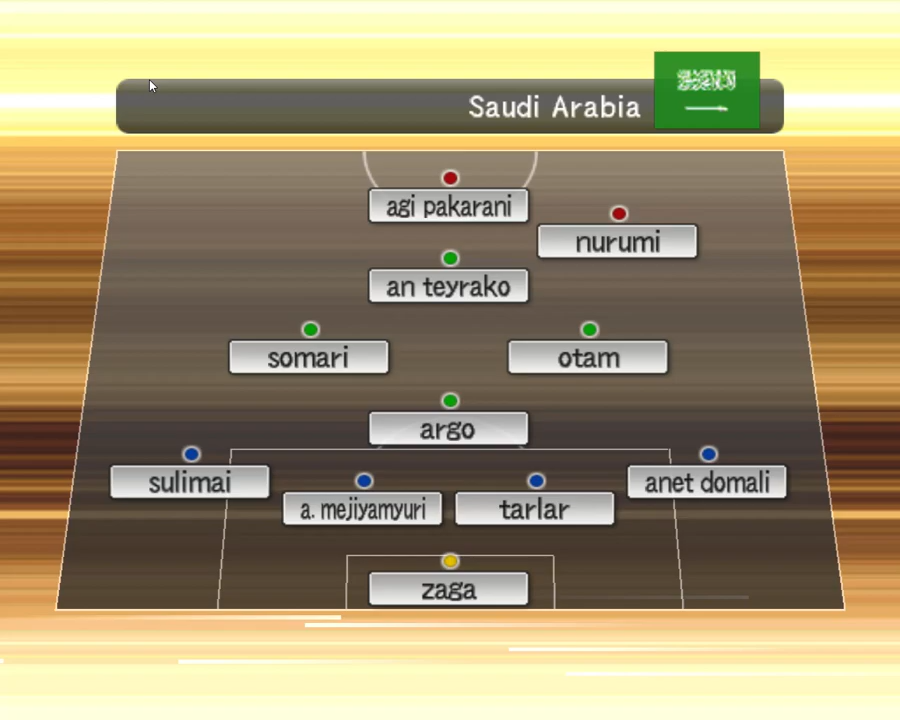 Saudi Arabia
agi pakarani
nurumi
an teyrako
somari
otam
argo
sulimai
anet domali
a. mejiyamyuri
tarlar
zaga